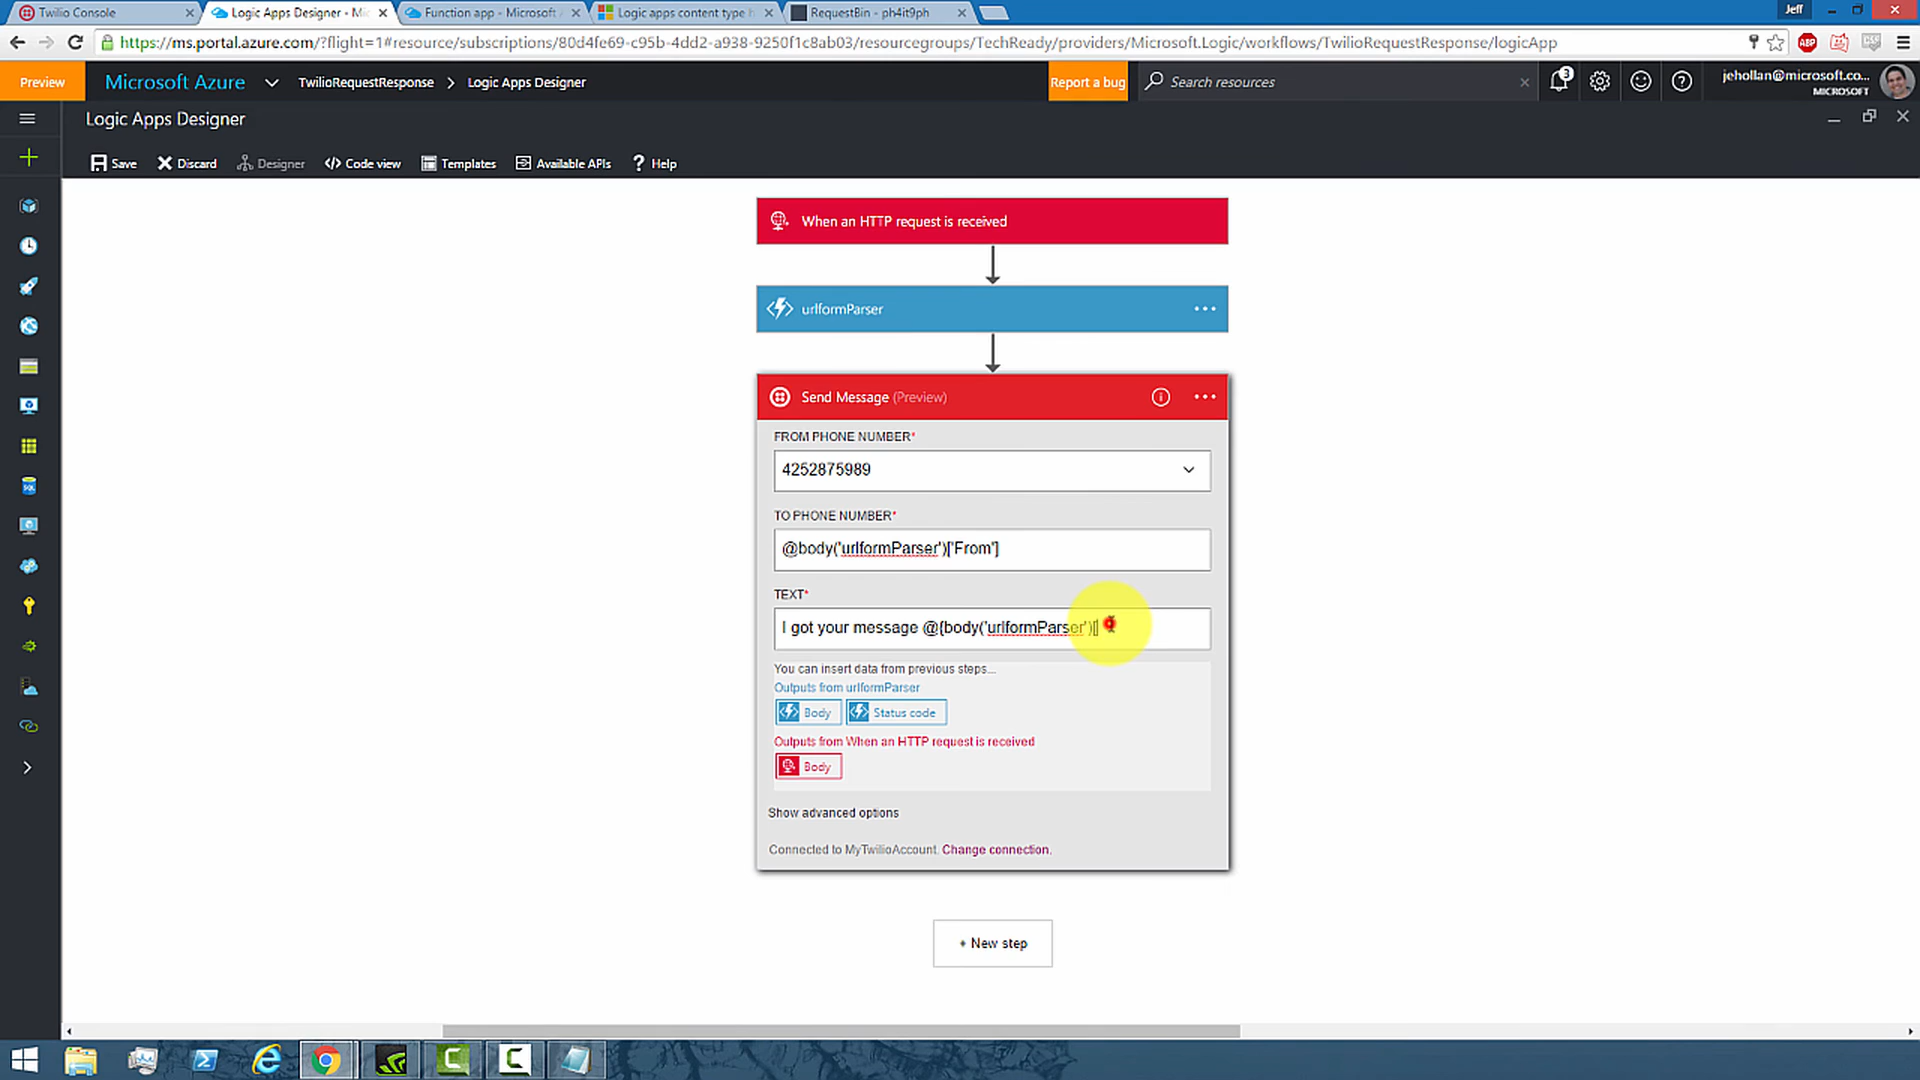 Twilio Console
Logic Apps Designer - Mi
Function app - Microsoft
Logic apps content type
RequestBin - ph4it9ph
Jeff
https://ms.portal.azure.com/?flight=1#resource/subscriptions/80d4fe69-c95b-4dd2-a938-9250f1c8ab03/resourcegroups/TechReady/providers/Microsoft.Logic/workflows/TwilioRequestResponse/logicApp
ABP
Preview
Microsoft Azure
TwilioRequestResponse
Logic Apps Designer
Report a bug
Search resources
3
jehollan@microsoft.co...
MICROSOFT
Logic Apps Designer
Save
Discard
Designer
Code view
Templates
Available APIs
Help
When an HTTP request is received
urlformParser
Send Message (Preview)
FROM PHONE NUMBER*
4252875989
TO PHONE NUMBER*
@body('urlformParser')['From']
TEXT*
I got your message @{body('urlformParser')[]
You can insert data from previous steps...
Outputs from urlformParser
Body
Status code
Outputs from When an HTTP request is received
Body
Show advanced options
Connected to MyTwilioAccount. Change connection.
+ New step
SQL